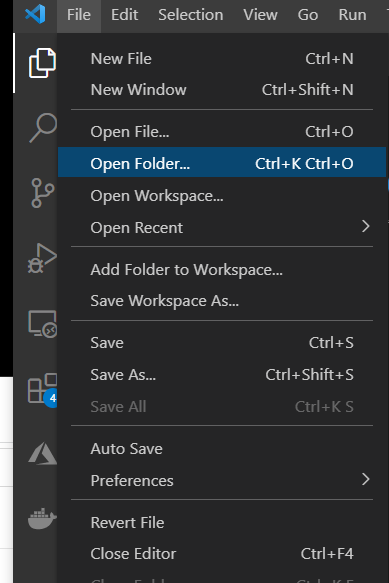 File Edit Selection View Go Run
New File Ctrl+N
New Window Ctrl+Shift+N
Open File... Ctrl+O
Open Folder... Ctrl+K Ctrl+O
Open Workspace...
Open Recent
Add Folder to Workspace...
Save Workspace As...
Save Ctrl+S
Save As... Ctrl+Shift+S
Save All Ctrl+K S
4
Auto Save
Preferences
Revert File
Close Editor Ctrl+F4